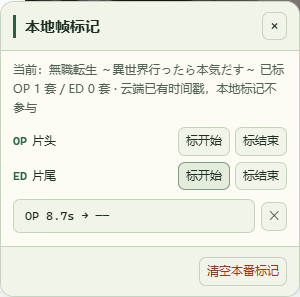 本地帧标记
×
当前：無職転生 ～異世界行ったら本気だす～ 已标
OP 1 套 / ED 0 套 · 云端已有时间戳，本地标记不
参与
OP 片头 标开始 标结束
ED 片尾 标开始 标结束
OP 8.7s → —— ×
清空本番标记